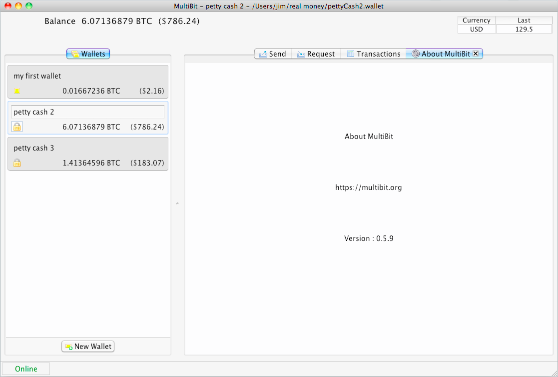 MultiBit - petty cash 2 - /Users/jim/real money/pettyCash2.wallet
Balance 6.07136879 BTC ($786.24)
Currency Last
USD 129.5
Wallets
Send Request Transactions About MultiBit
my first wallet
0.01667236 BTC ($2.16)
petty cash 2
6.07136879 BTC ($786.24)
petty cash 3
1.41364596 BTC ($183.07)
About MultiBit
https://multibit.org
Version : 0.5.9
New Wallet
Online